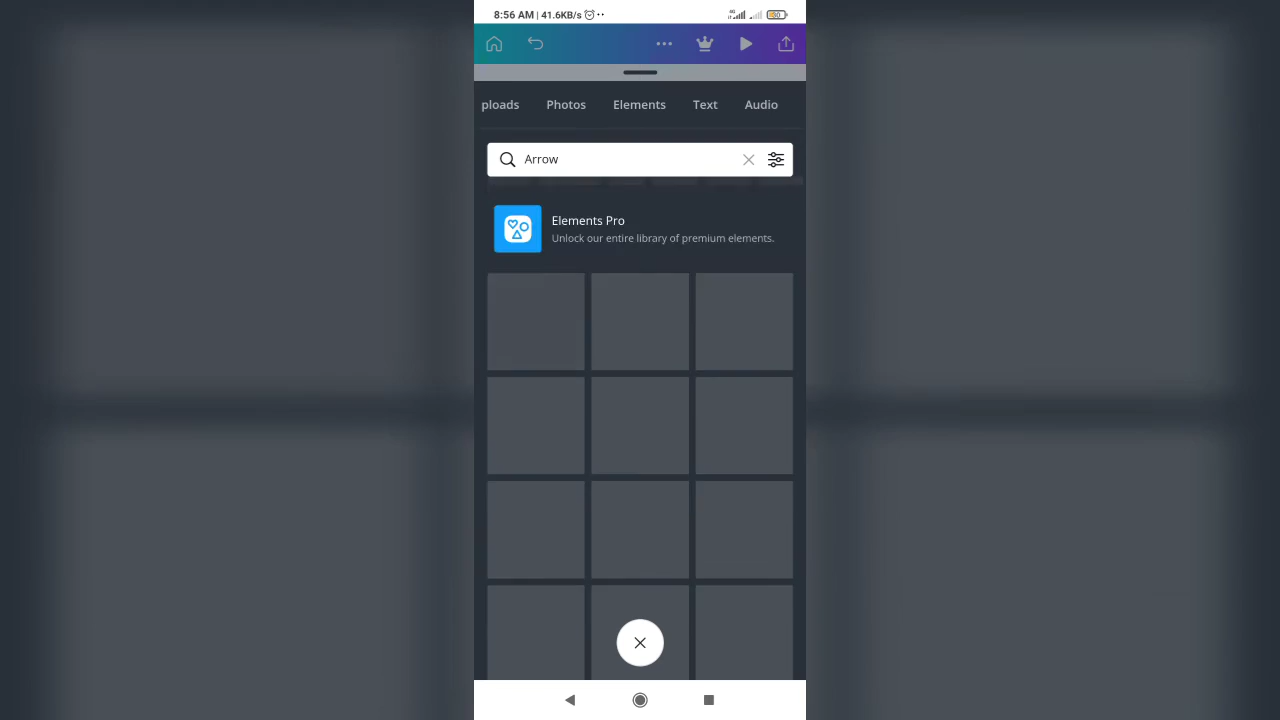 8:56 AM | 41.6KB/s
ploads Photos Elements Text Audio
Arrow
Elements Pro
Unlock our entire library of premium elements.